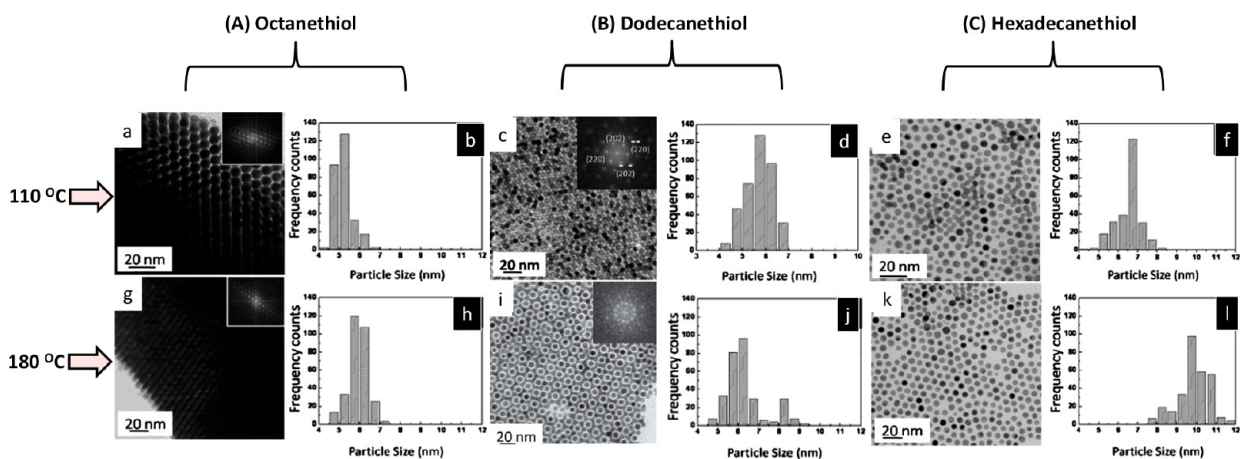 (A) Octanethiol
(B) Dodecanethiol
(C) Hexadecanethiol
110 ⁰C
a
20 nm
Frequency counts
140
120
100
80
60
40
20
0
b
4 5 6 7 8 9 10 11 12
Particle Size (nm)
c
(202)
(220)
(220)
(202)
20 nm
Frequency counts
140
120
100
80
60
40
20
0
d
3 4 5 6 7 8 9 10
Particle Size (nm)
e
20 nm
Frequency counts
140
120
100
80
60
40
20
0
f
4 5 6 7 8 9 10 11 12
Particle Size (nm)
180 ⁰C
g
20 nm
Frequency counts
140
120
100
80
60
40
20
0
h
4 5 6 7 8 9 10 11 12
Particle Size (nm)
i
20 nm
Frequency counts
140
120
100
80
60
40
20
0
j
4 5 6 7 8 9 10 11 12
Particle Size (nm)
k
20 nm
Frequency counts
140
120
100
80
60
40
20
0
l
4 5 6 7 8 9 10 11 12
Particle Size (nm)